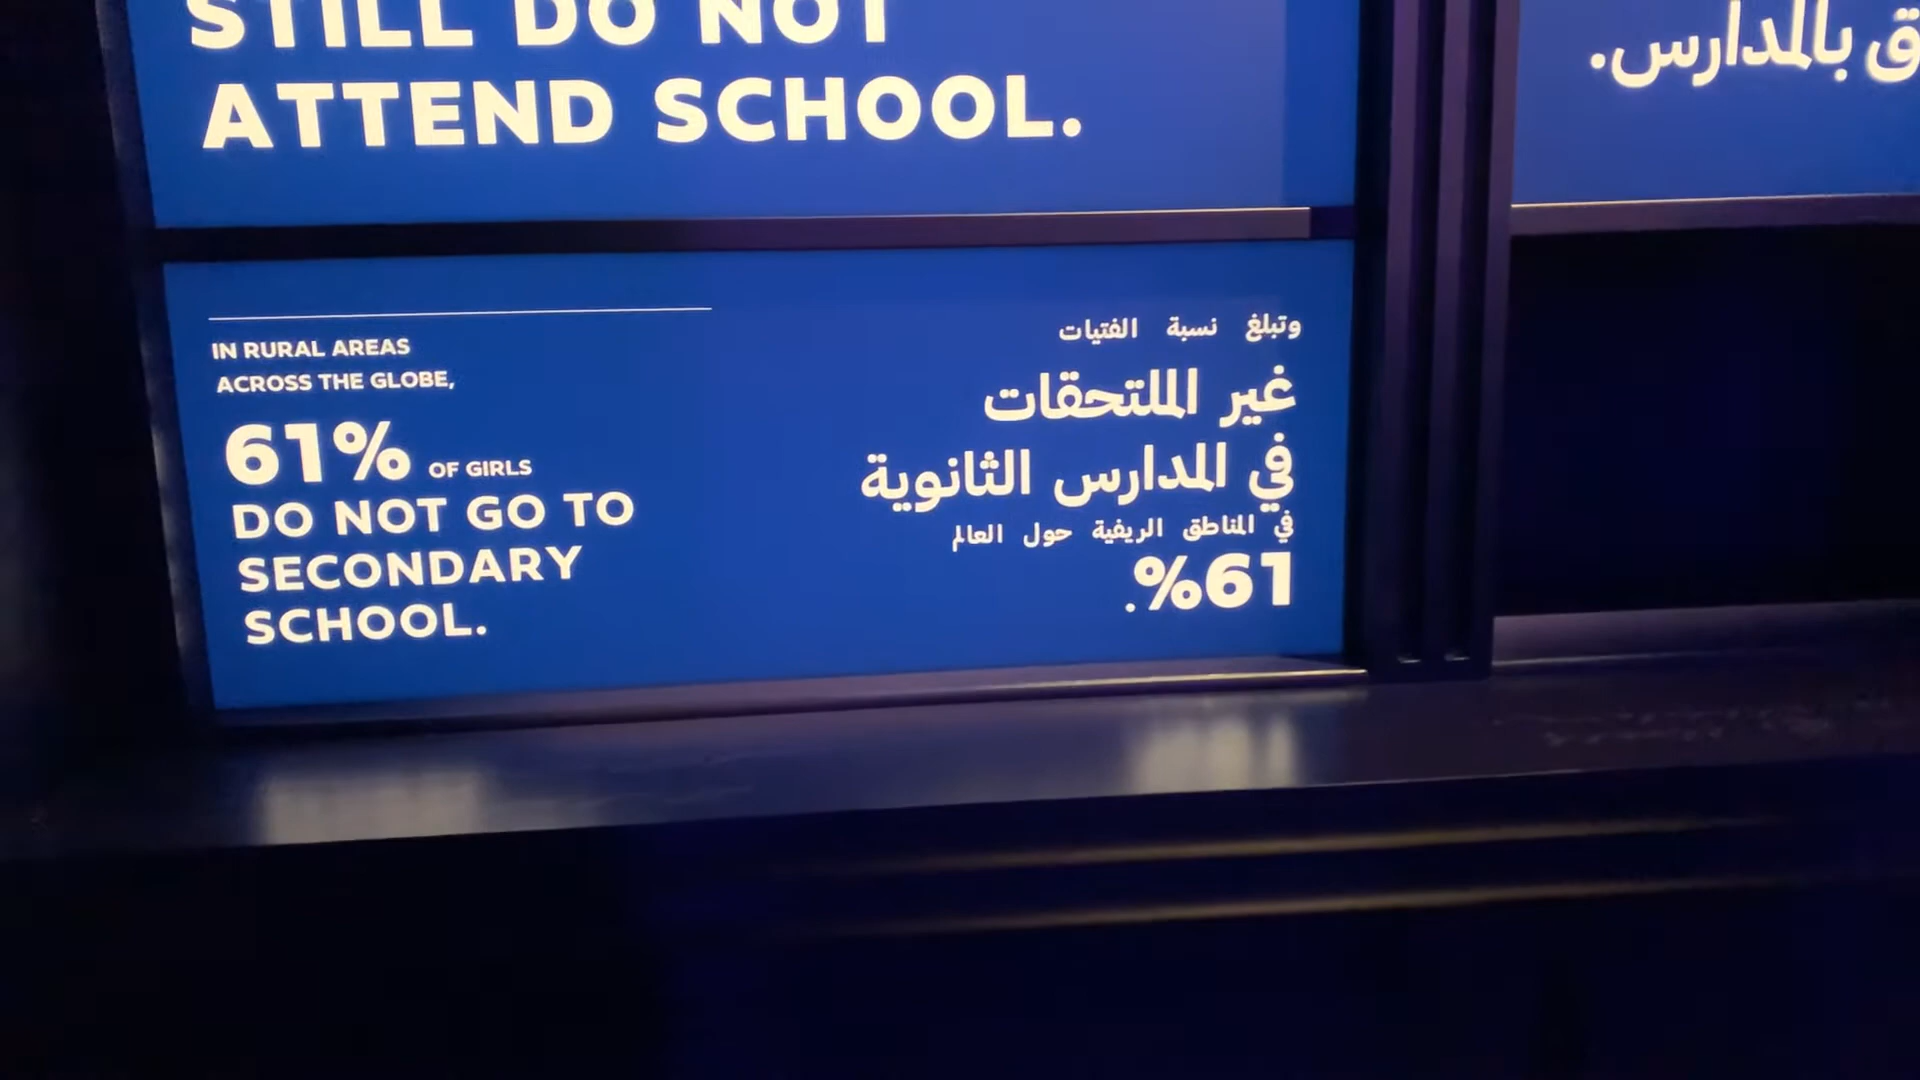 STILL DO NOT
ATTEND SCHOOL.
ق بالمدارس.
IN RURAL AREAS
ACROSS THE GLOBE,
61% OF GIRLS
DO NOT GO TO
SECONDARY
SCHOOL.
وتبلغ نسبة الفتيات
غير الملتحقات
في المدارس الثانوية
في المناطق الريفية حول العالم
61%.